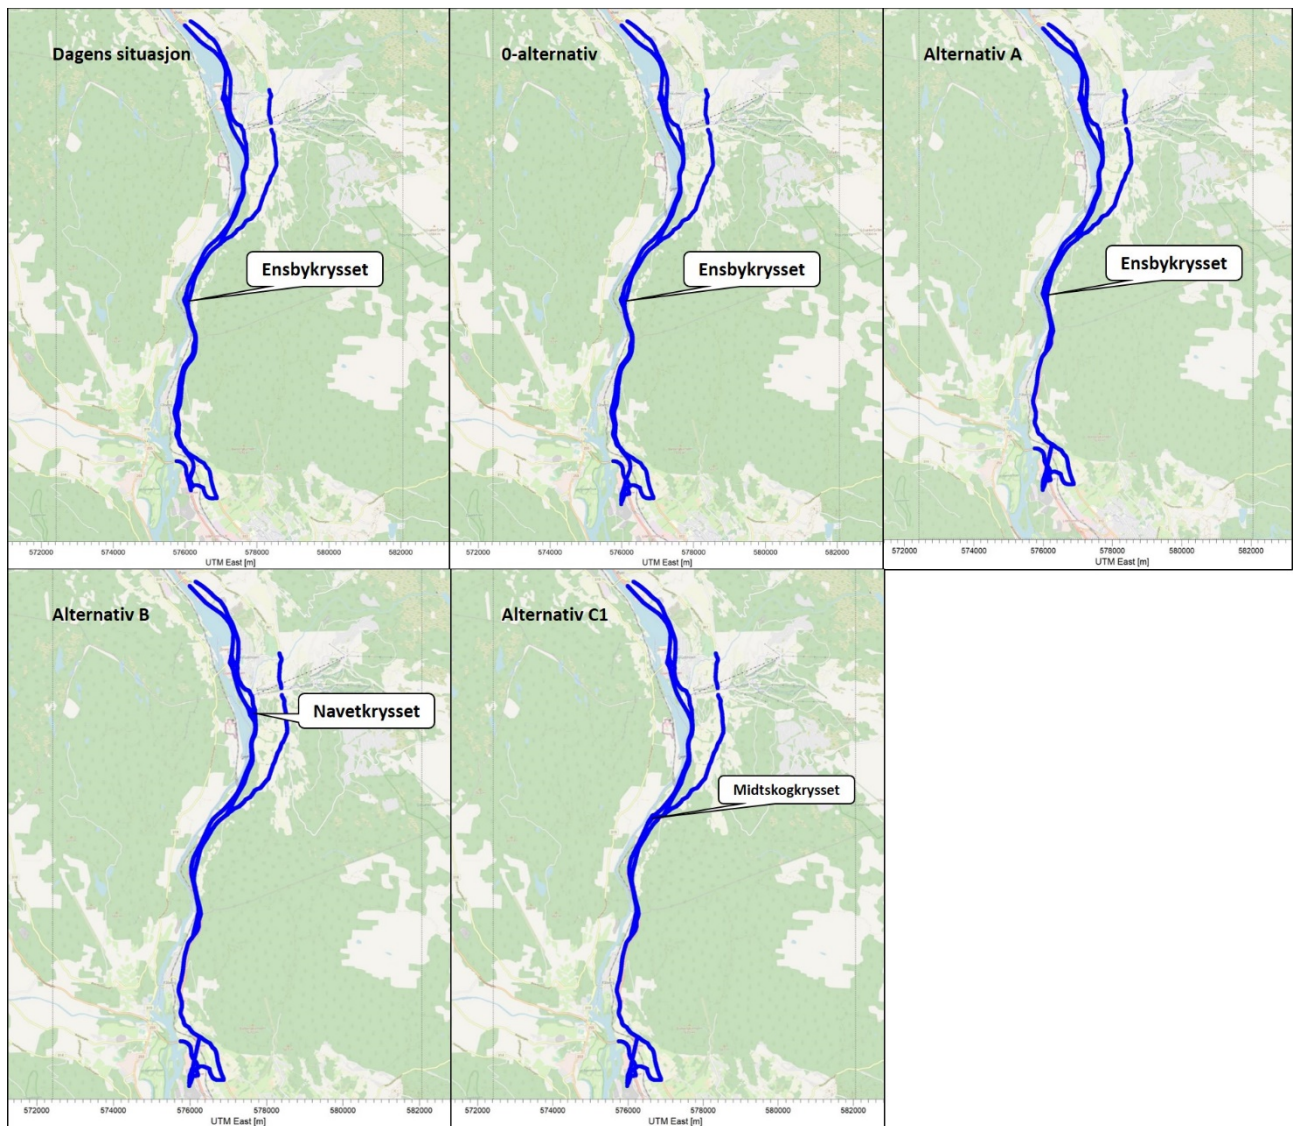 Dagens situasjon
0-alternativ
Alternativ A
Ensbykrysset
Ensbykrysset
Ensbykrysset
572000 574000 576000 578000 580000 582000
572000 574000 576000 578000 580000 582000
572000 574000 576000 578000 580000 582000
UTM East [m]
UTM East [m]
UTM East [m]
Alternativ B
Alternativ C1
Navetkrysset
Midtskogkrysset
572000 574000 576000 578000 580000 582000
572000 574000 576000 578000 580000 582000
UTM East [m]
UTM East [m]